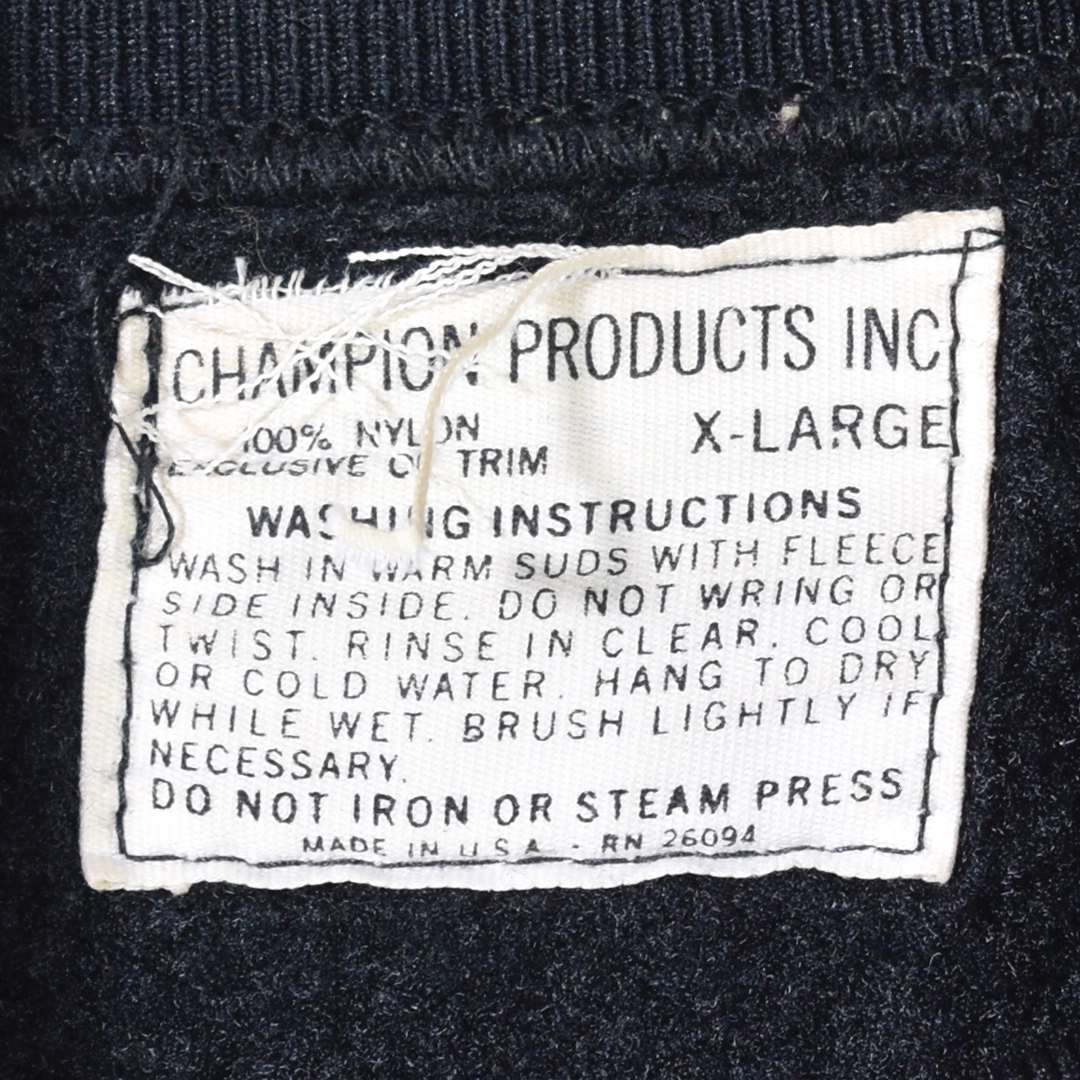 CHAMPION PRODUCTS INC
X-LARGE
100% NYLON
EXCLUSIVE OF TRIM
WASHING INSTRUCTIONS
WASH IN WARM SUDS WITH FLEECE
SIDE INSIDE. DO NOT WRING OR
TWIST. RINSE IN CLEAR. COOL
OR COLD WATER. HANG TO DRY
WHILE WET. BRUSH LIGHTLY IF
NECESSARY.
DO NOT IRON OR STEAM PRESS
MADE IN U.S.A. - RN 26094